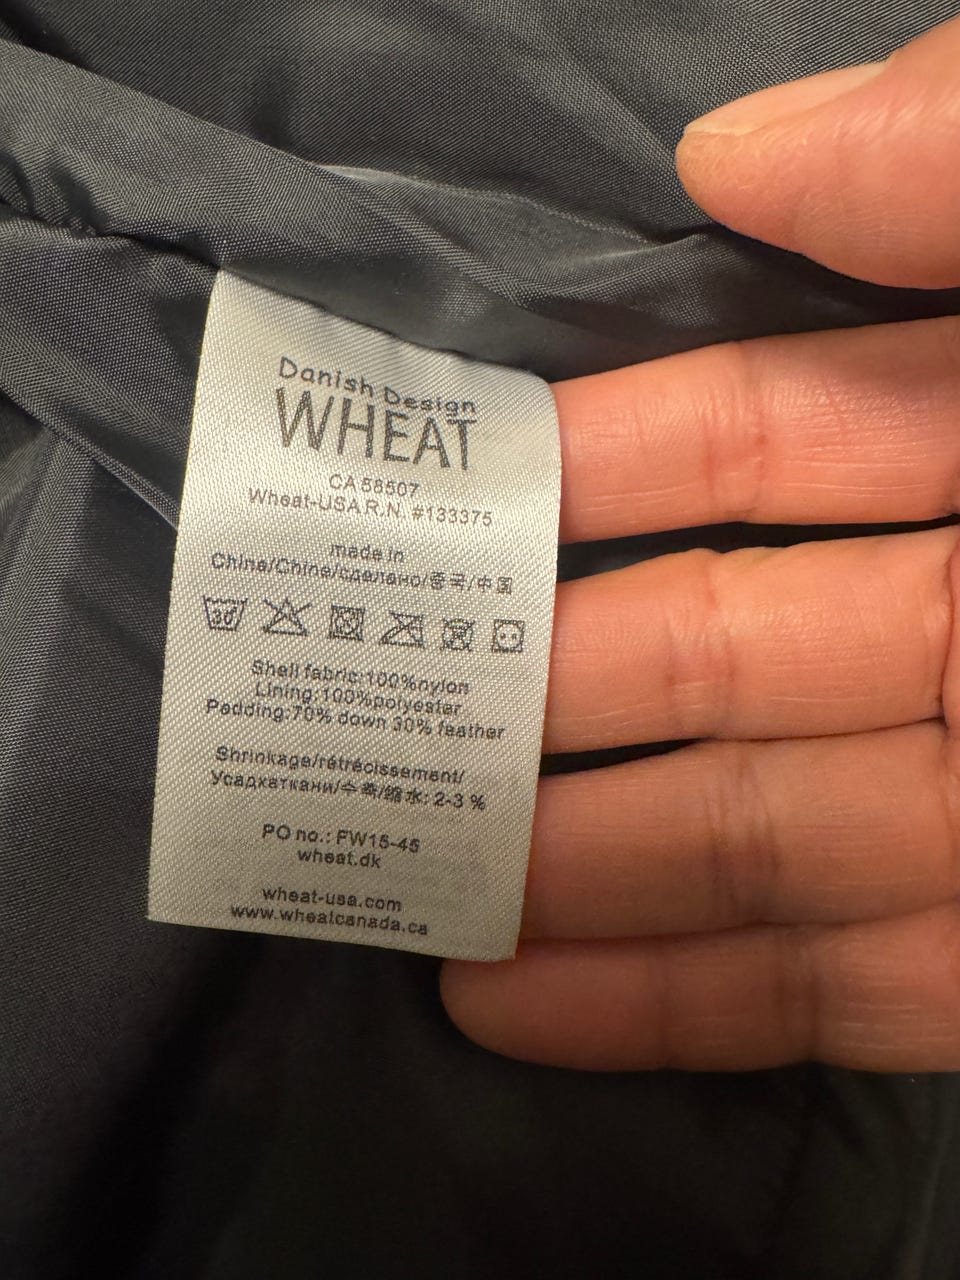 Danish Design
WHEAT
CA 58507
Wheat-USA R.N. #133375
made in
China/Chine/сделано/중국/中国
30
Shell fabric:100%nylon
Lining:100%polyester
Padding:70% down 30% feather
Shrinkage/rétrécissement/
Усадкаткани/수축/缩水: 2-3 %
PO no.: FW15-45
wheat.dk
wheat-usa.com
www.wheatcanada.ca